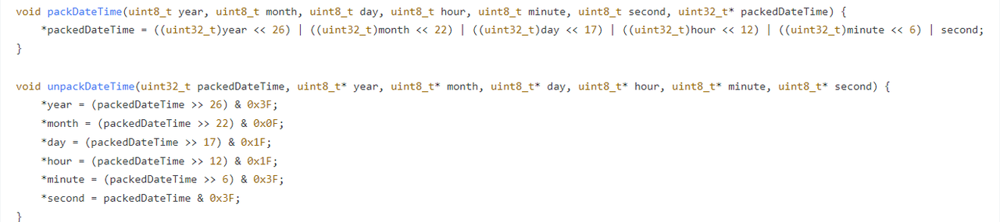 void packDateTime(uint8_t year, uint8_t month, uint8_t day, uint8_t hour, uint8_t minute, uint8_t second, uint32_t* packedDateTime) {
    *packedDateTime = ((uint32_t)year << 26) | ((uint32_t)month << 22) | ((uint32_t)day << 17) | ((uint32_t)hour << 12) | ((uint32_t)minute << 6) | second;
}

void unpackDateTime(uint32_t packedDateTime, uint8_t* year, uint8_t* month, uint8_t* day, uint8_t* hour, uint8_t* minute, uint8_t* second) {
    *year = (packedDateTime >> 26) & 0x3F;
    *month = (packedDateTime >> 22) & 0x0F;
    *day = (packedDateTime >> 17) & 0x1F;
    *hour = (packedDateTime >> 12) & 0x1F;
    *minute = (packedDateTime >> 6) & 0x3F;
    *second = packedDateTime & 0x3F;
}